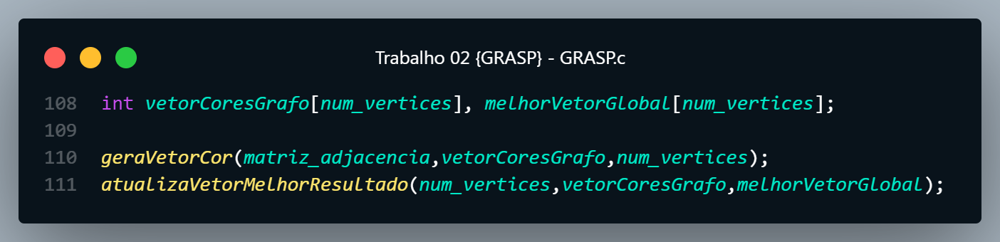 Trabalho 02 {GRASP} - GRASP.c
108 int vetorCoresGrafo[num_vertices], melhorVetorGlobal[num_vertices];
109
110 geraVetorCor(matriz_adjacencia,vetorCoresGrafo,num_vertices);
111 atualizaVetorMelhorResultado(num_vertices,vetorCoresGrafo,melhorVetorGlobal);